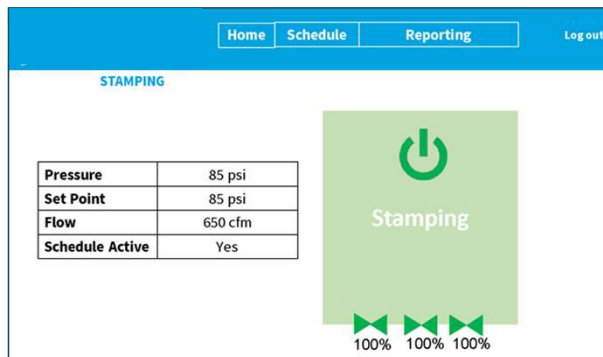 Home Schedule Reporting Log out
STAMPING
Pressure 85 psi
Set Point 85 psi
Flow 650 cfm
Schedule Active Yes
Stamping
100% 100% 100%